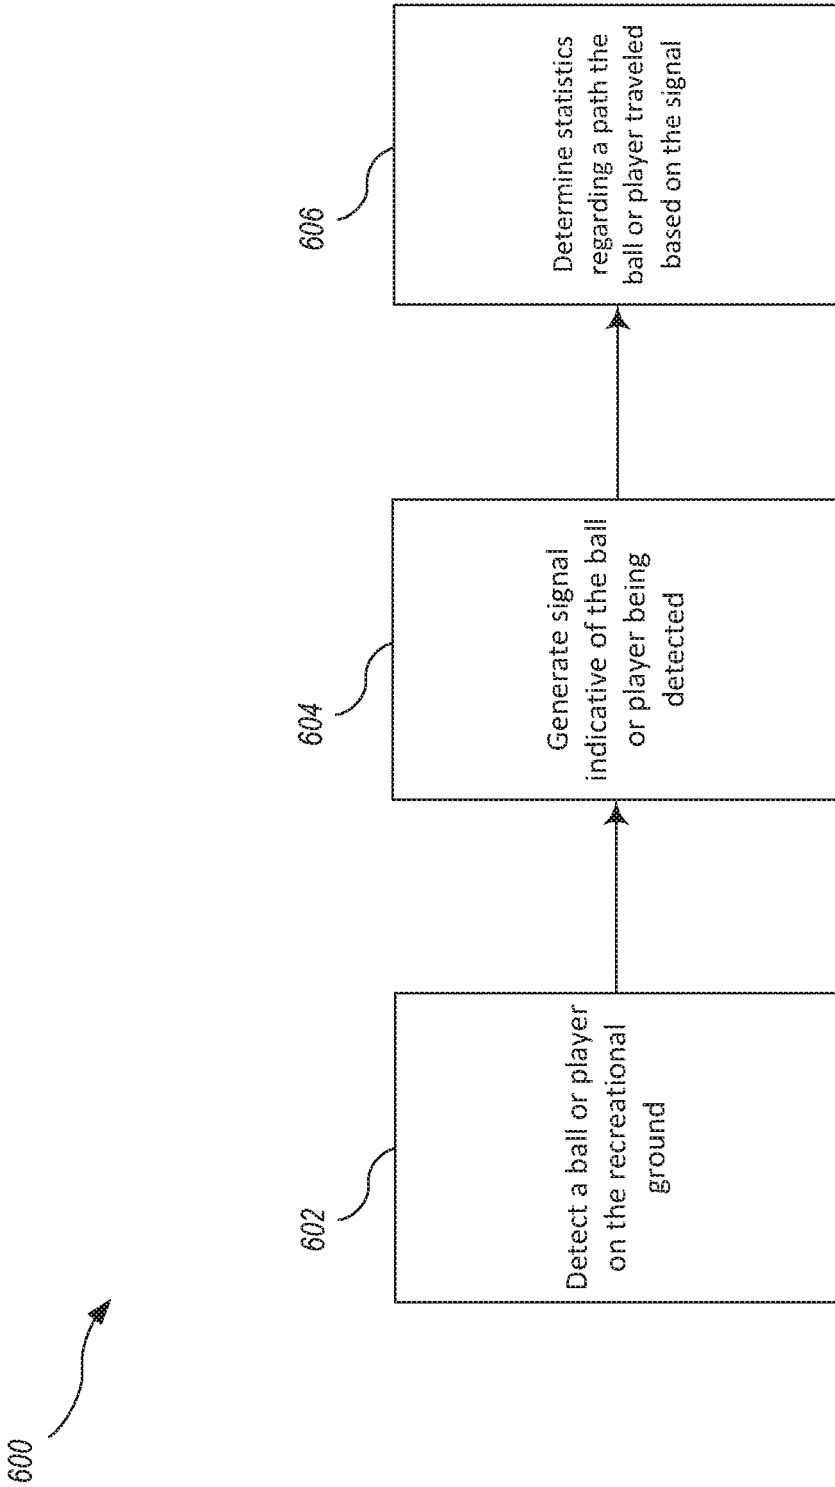 600
602
Detect a ball or player
on the recreational
ground
604
Generate signal
indicative of the ball
or player being
detected
606
Determine statistics
regarding a path the
ball or player traveled
based on the signal